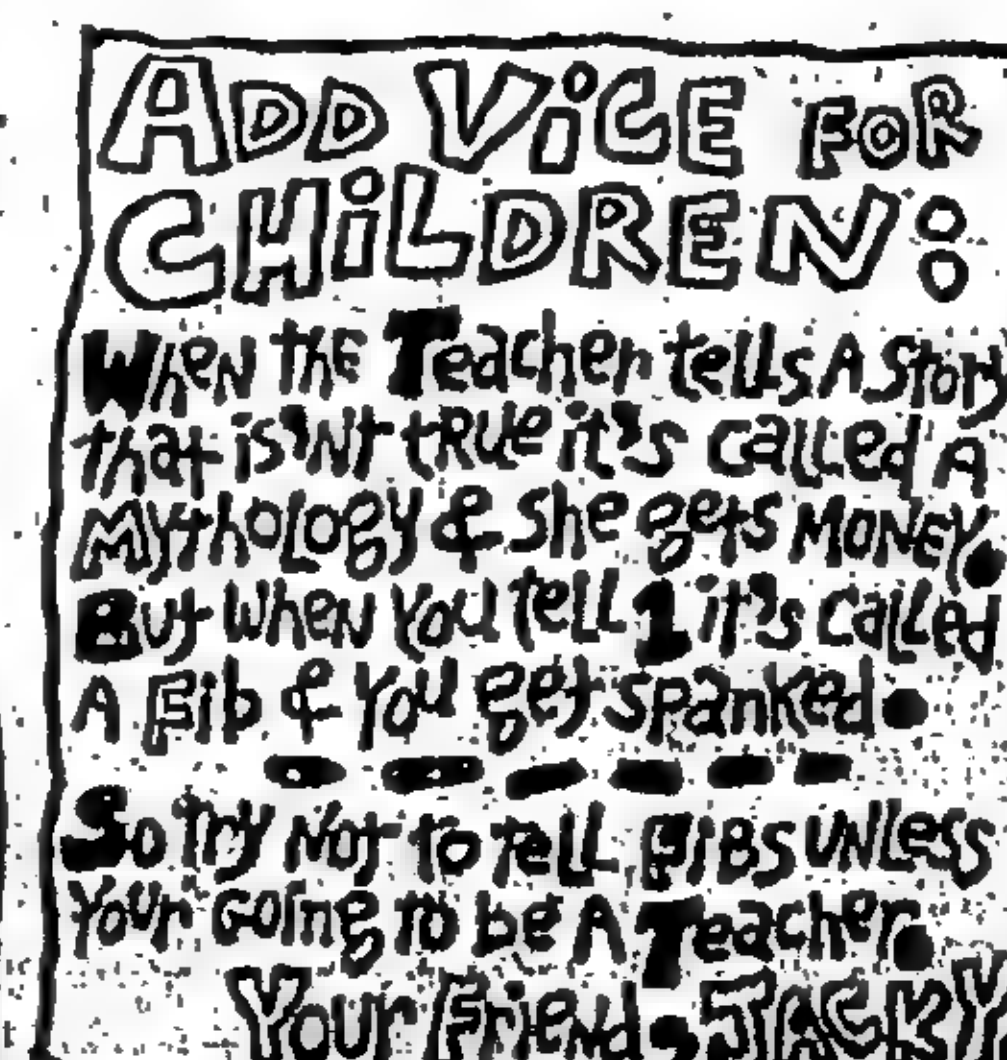 ADD VICE FOR
CHILDREN:
WheN the Teacher tells A Story
that is'Nt tRUe it's called A
Mythology & she gets MONEY.
But WheN You tell 1 it's CalLed
A Fib & You get spanked.
So try Not to tell FIBS UNLess
Your GoIng to be A Teacher.
Your Friend. JACKY